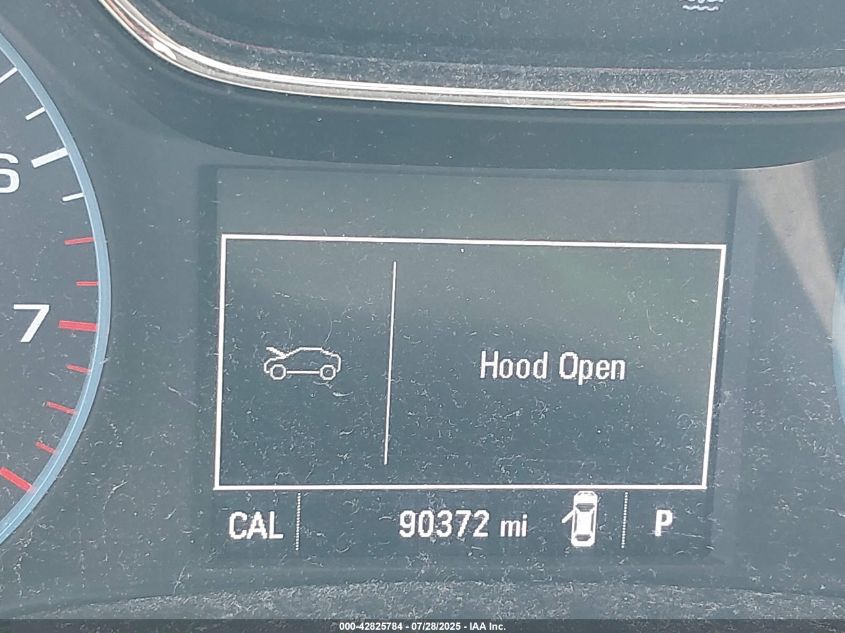 6
7
Hood Open
CAL 90372 mi P
000-42825784 - 07/28/2025 - IAA Inc.